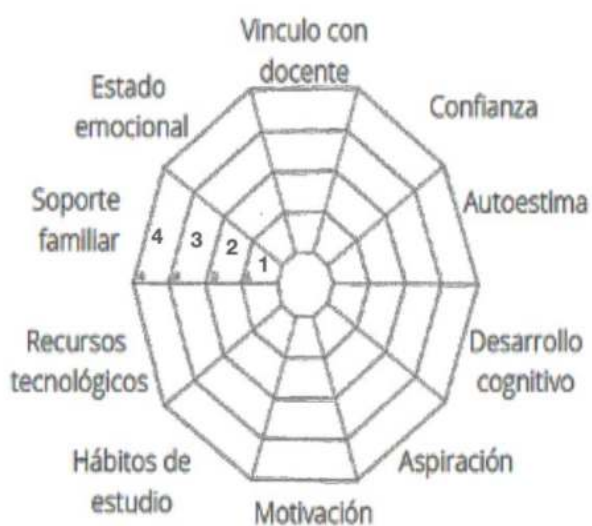 Vinculo con
docente
Estado
emocional
Confianza
Soporte
familiar
Autoestima
4 3 2 1
Recursos
tecnológicos
Desarrollo
cognitivo
Hábitos de
estudio
Aspiración
Motivación